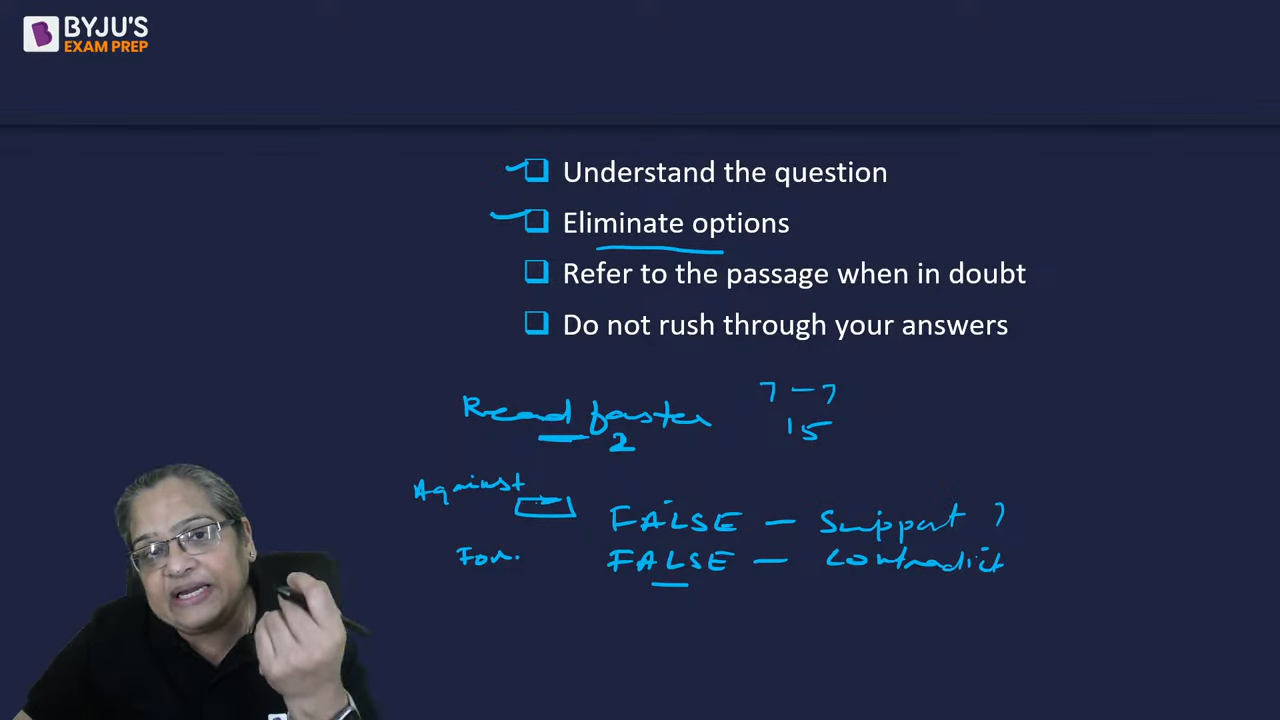 BYJU'S
EXAM PREP
Understand the question
Eliminate options
Refer to the passage when in doubt
Do not rush through your answers
Read faster 7 - 7
2 15
Against
FALSE - Support ?
For. FALSE - Contradict